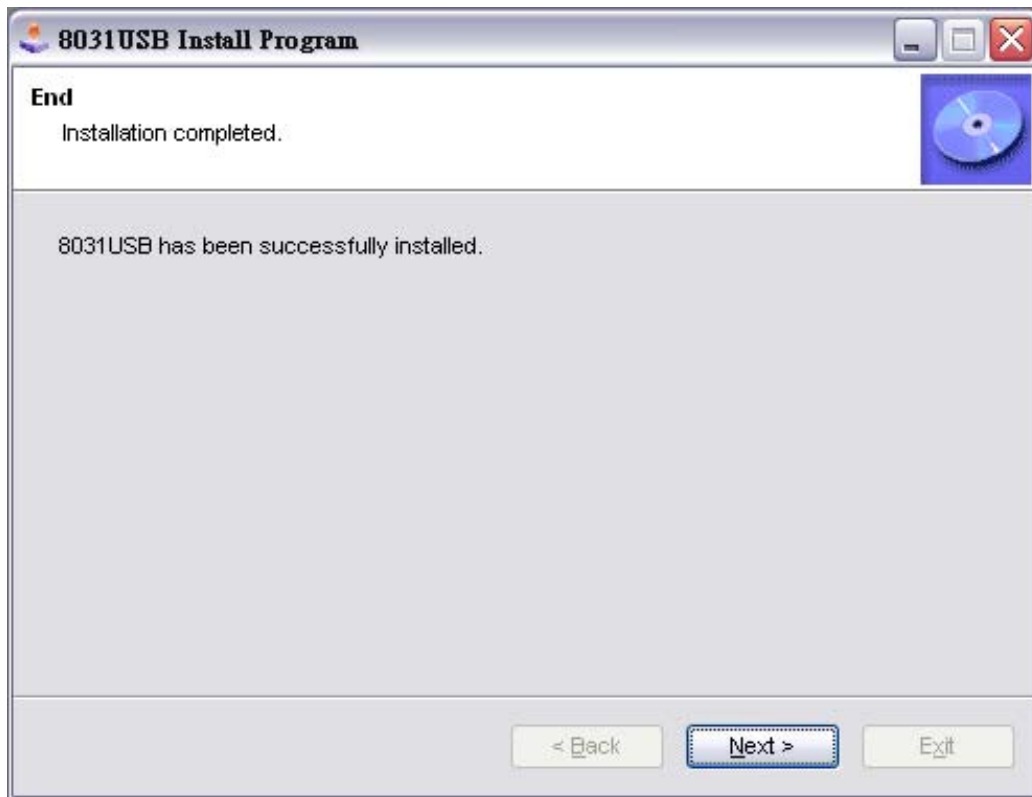 8031USB Install Program
End
Installation completed.
8031USB has been successfully installed.
< Back Next > Exit